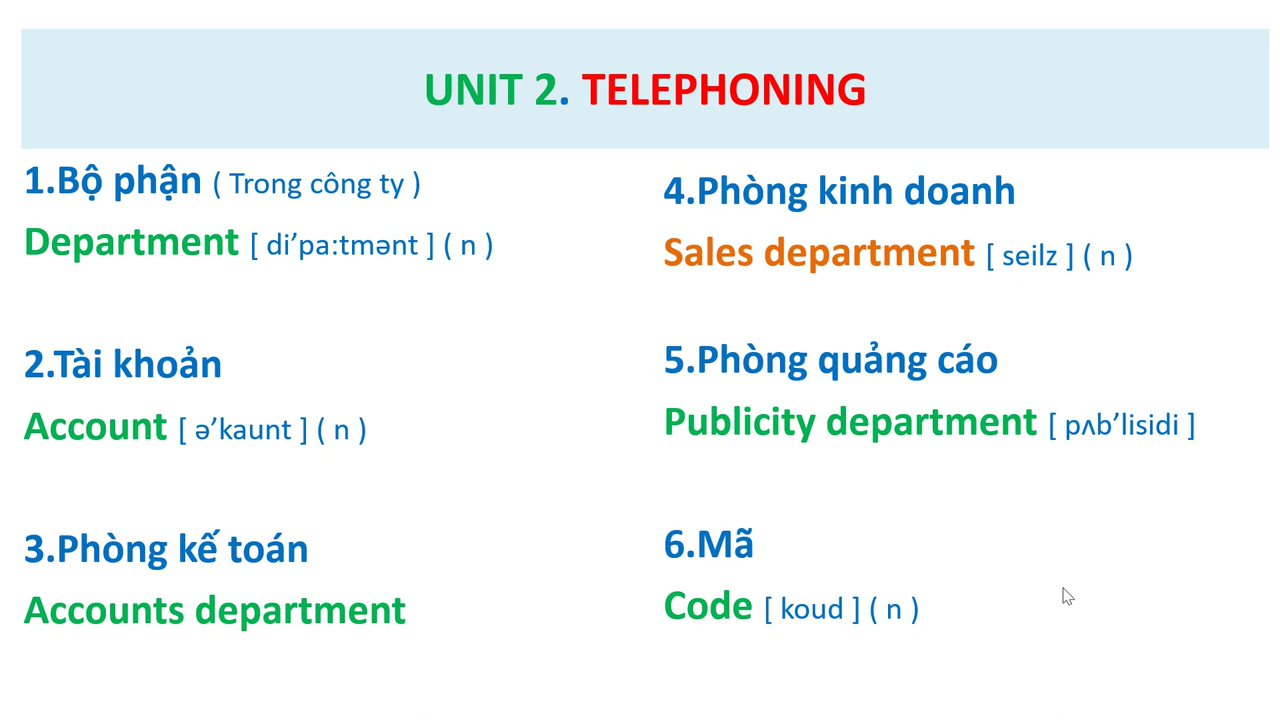 UNIT 2. TELEPHONING
1.Bộ phận ( Trong công ty )
Department [ di’pa:tmənt ] ( n )
2.Tài khoản
Account [ ə’kaunt ] ( n )
3.Phòng kế toán
Accounts department
4.Phòng kinh doanh
Sales department [ seilz ] ( n )
5.Phòng quảng cáo
Publicity department [ pʌb’lisidi ]
6.Mã
Code [ koud ] ( n )